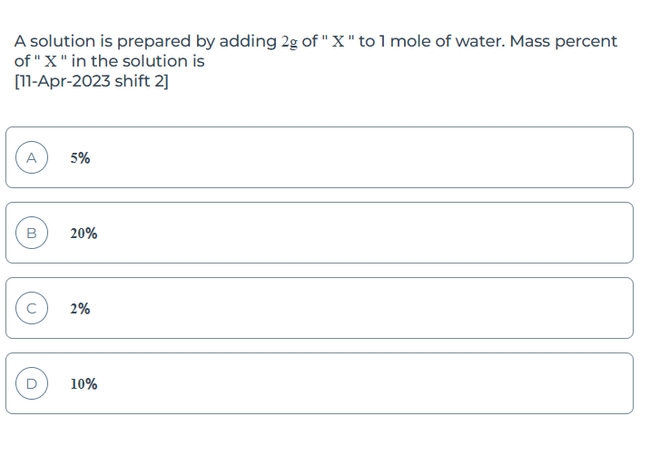 A solution is prepared by adding 2g of " X " to 1 mole of water. Mass percent
of " X " in the solution is
[11-Apr-2023 shift 2]
A 5%
B 20%
C 2%
D 10%